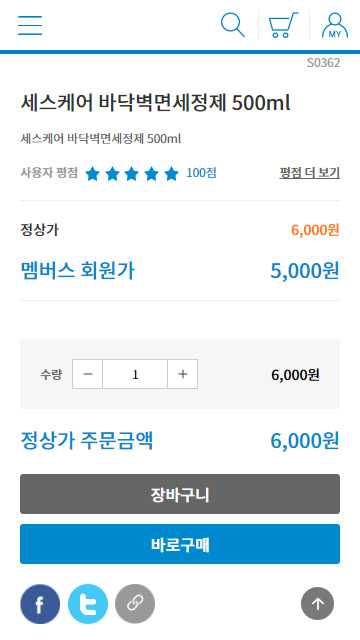 MY
S0362
세스케어 바닥벽면세정제 500ml
세스케어 바닥벽면세정제 500ml
사용자 평점 100점 평점 더 보기
정상가 6,000원
멤버스 회원가 5,000원
수량 1 6,000원
정상가 주문금액 6,000원
장바구니
바로구매